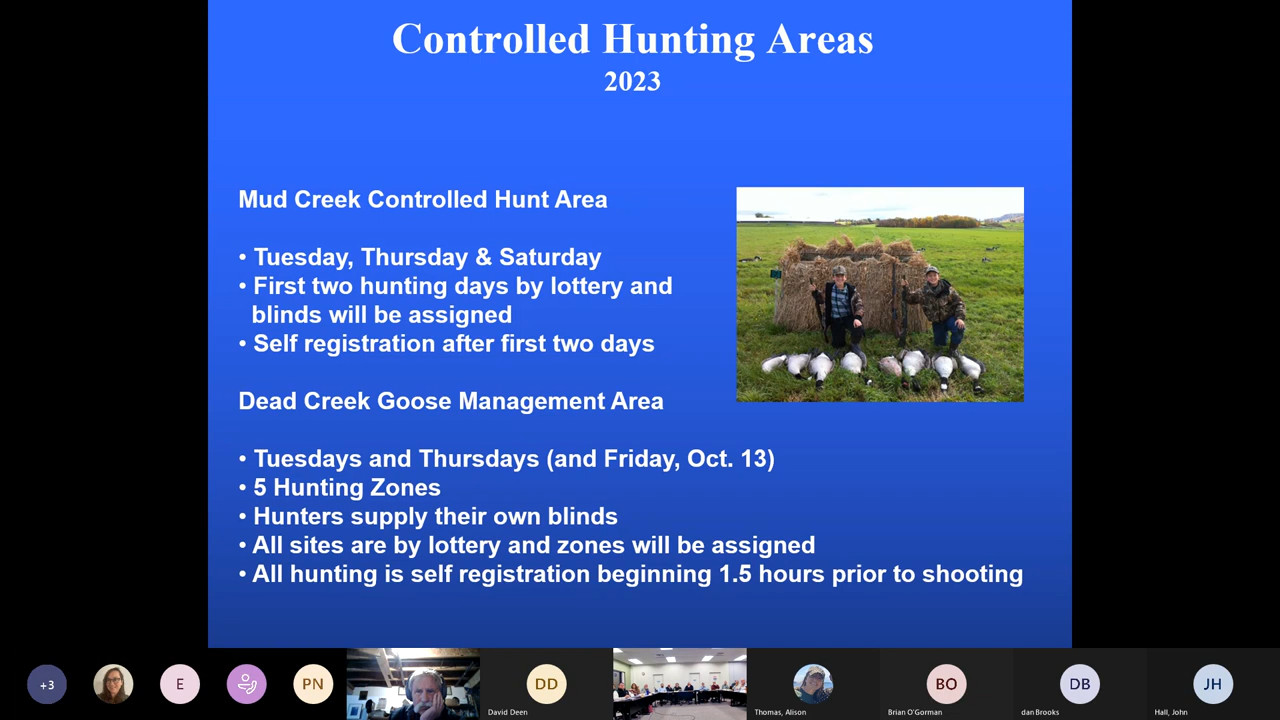 Controlled Hunting Areas
2023
Mud Creek Controlled Hunt Area
• Tuesday, Thursday & Saturday
• First two hunting days by lottery and
blinds will be assigned
• Self registration after first two days
Dead Creek Goose Management Area
• Tuesdays and Thursdays (and Friday, Oct. 13)
• 5 Hunting Zones
• Hunters supply their own blinds
• All sites are by lottery and zones will be assigned
• All hunting is self registration beginning 1.5 hours prior to shooting
+3
E
PN
DD
David Deen
Thomas, Alison
BO
Brian O'Gorman
DB
dan Brooks
JH
Hall, John